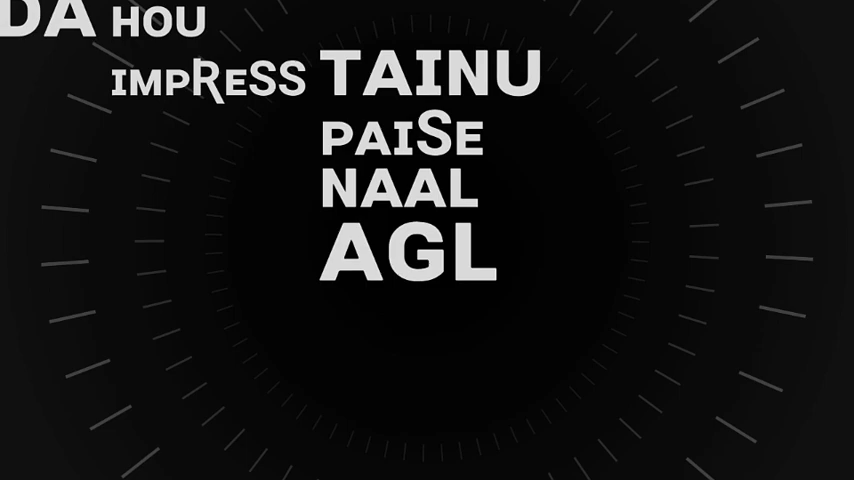 DA HOU
IMPRESS TAINU
PAISE
NAAL
AGL